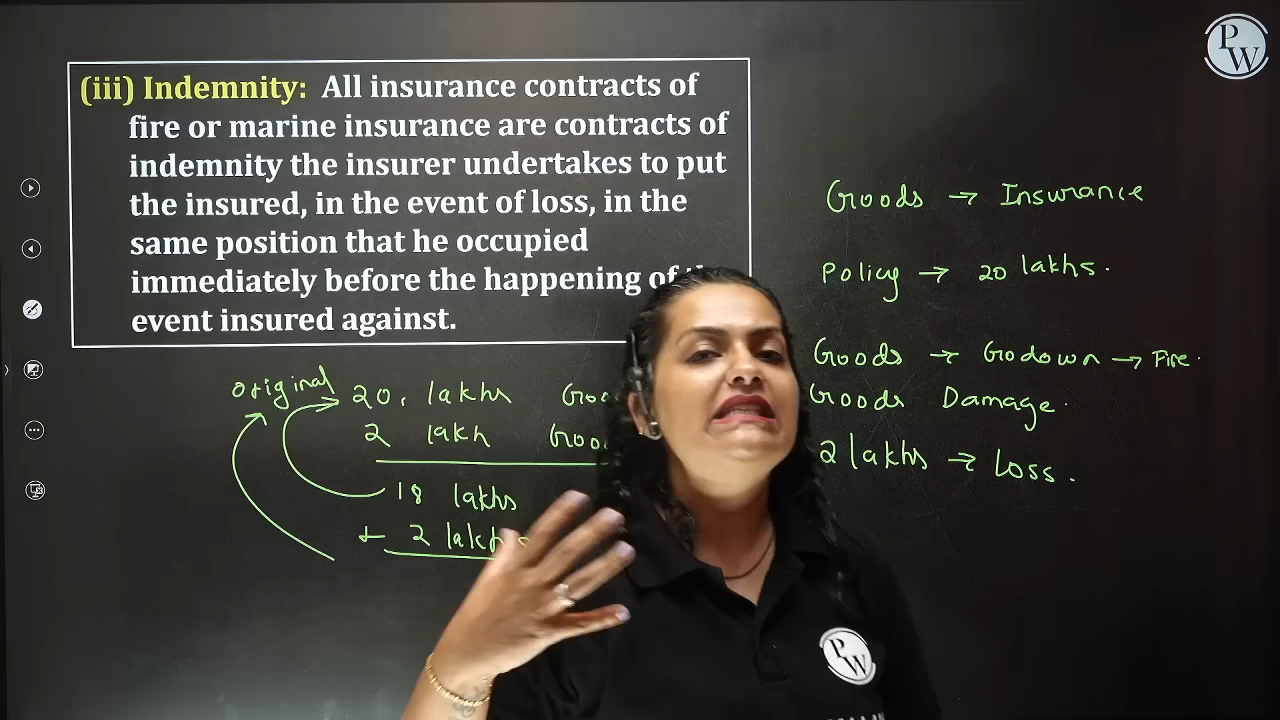 PW
(iii) Indemnity: All insurance contracts of
fire or marine insurance are contracts of
indemnity the insurer undertakes to put
the insured, in the event of loss, in the
same position that he occupied
immediately before the happening of
event insured against.
Goods → Insurance
Policy → 20 lakhs.
Goods → Godown → Fire.
Goods Damage.
2 lakhs → Loss.
original 20, lakhs
2 lakh
18 lakhs
+ 2
PW